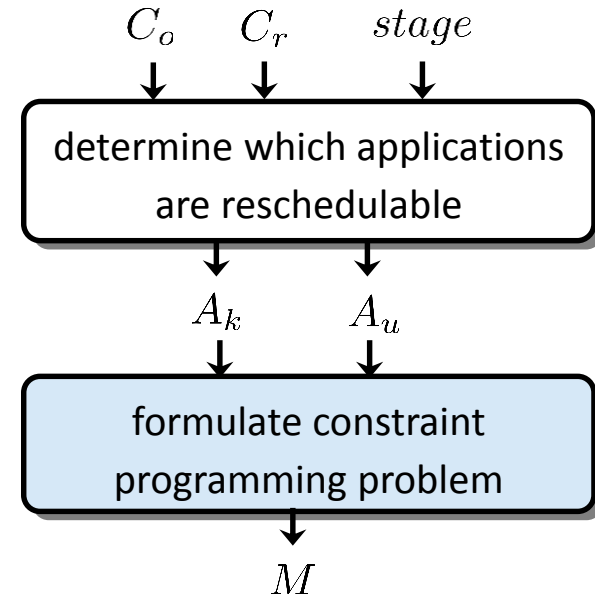 C_o C_r stage
determine which applications
are reschedulable
A_k A_u
formulate constraint
programming problem
M